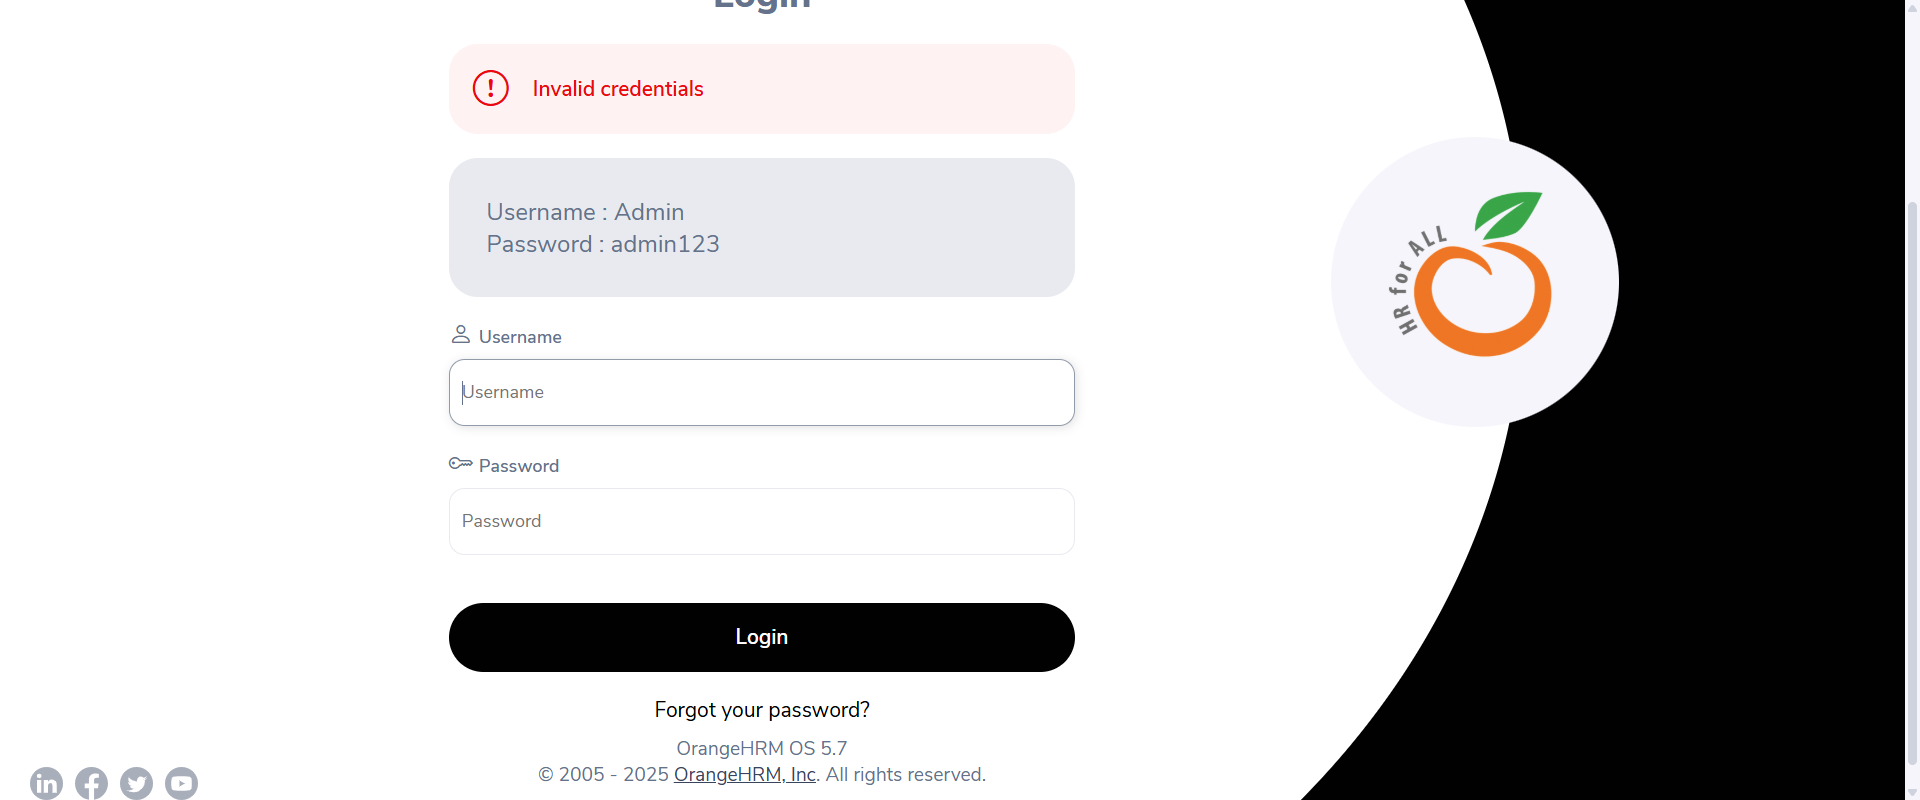 Login
Invalid credentials
Username : Admin
Password : admin123
Username
Username
Password
Password
Login
Forgot your password?
OrangeHRM OS 5.7
© 2005 - 2025 OrangeHRM, Inc. All rights reserved.
HR for ALL